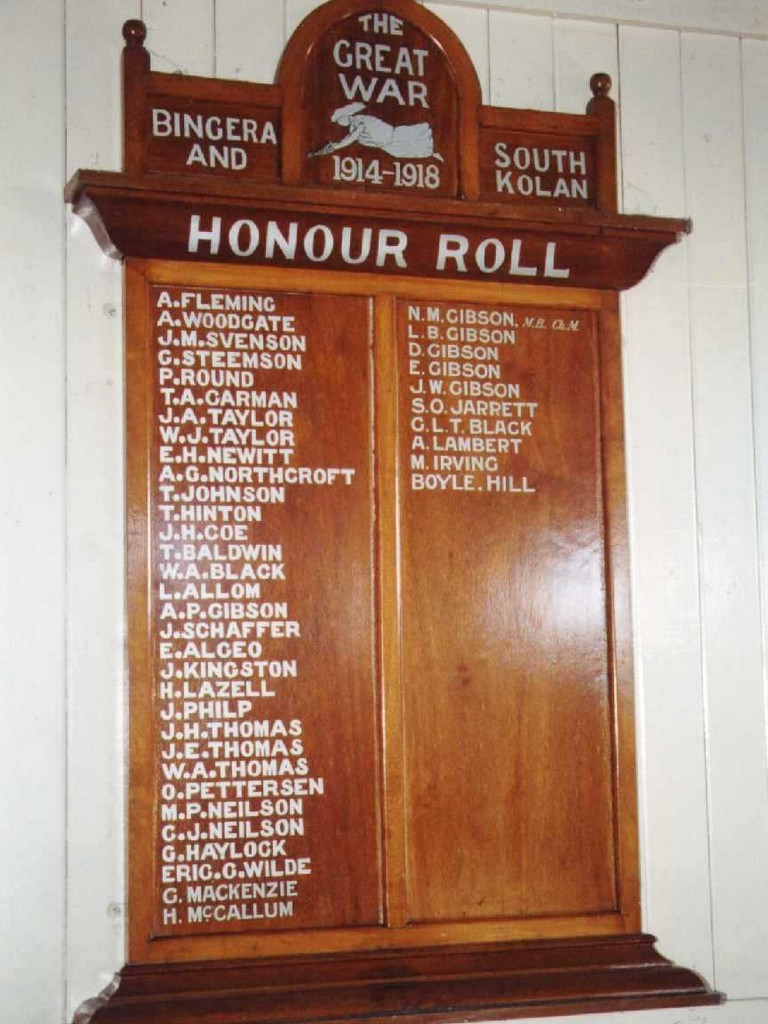 THE
GREAT
WAR
1914-1918
BINGERA
AND
SOUTH
KOLAN
HONOUR ROLL
A.FLEMING
A.WOODGATE
J.M.SVENSON
G.STEEMSON
P.ROUND
T.A.GARMAN
J.A.TAYLOR
W.J.TAYLOR
E.H.NEWITT
A.G.NORTHCROFT
T.JOHNSON
T.HINTON
J.H.COE
T.BALDWIN
W.A.BLACK
L.ALLOM
A.P.GIBSON
J.SCHAFFER
E.ALGEO
J.KINGSTON
H.LAZELL
J.PHILP
J.H.THOMAS
J.E.THOMAS
W.A.THOMAS
O.PETTERSEN
M.P.NEILSON
C.J.NEILSON
G.HAYLOCK
ERIC.G.WILDE
G. MACKENZIE
H. McCALLUM
N.M.GIBSON, M.B. Ch.M.
L.B.GIBSON
D.GIBSON
E.GIBSON
J.W.GIBSON
S.O.JARRETT
G.L.T.BLACK
A.LAMBERT
M.IRVING
BOYLE.HILL